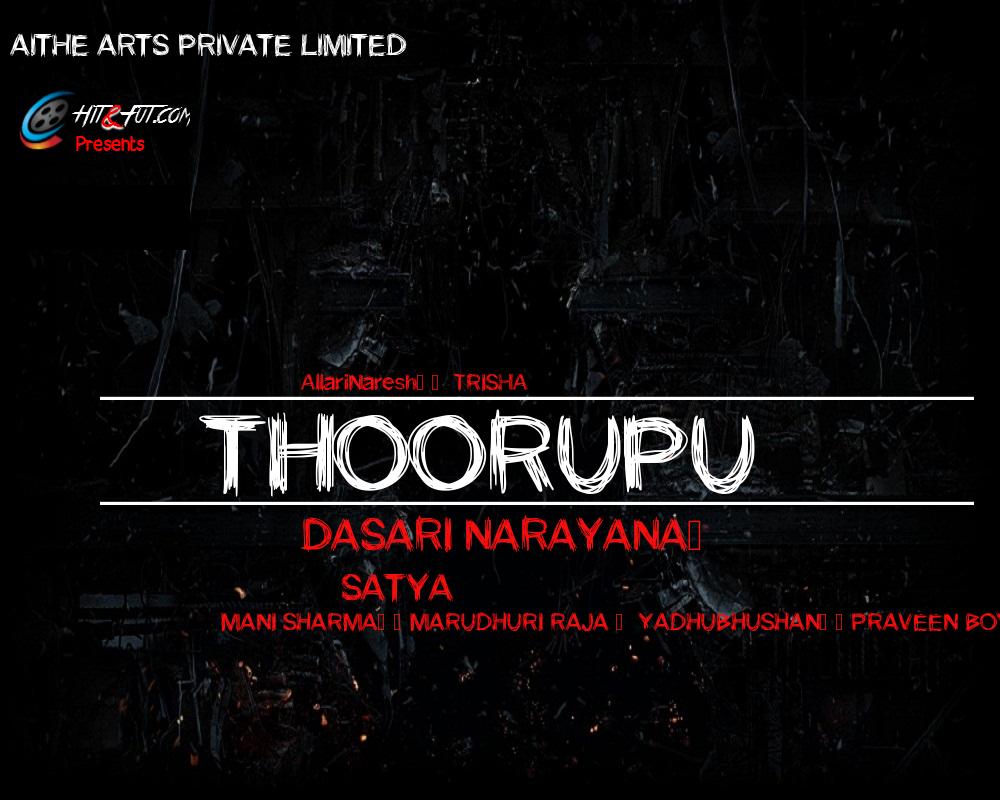 AITHE ARTS PRIVATE LIMITED
HIT&FUT.COM
Presents
AllariNaresh TRISHA
THOORUPU
DASARI NARAYANA
SATYA
MANI SHARMA MARUDHURI RAJA YADHUBHUSHAN PRAVEEN